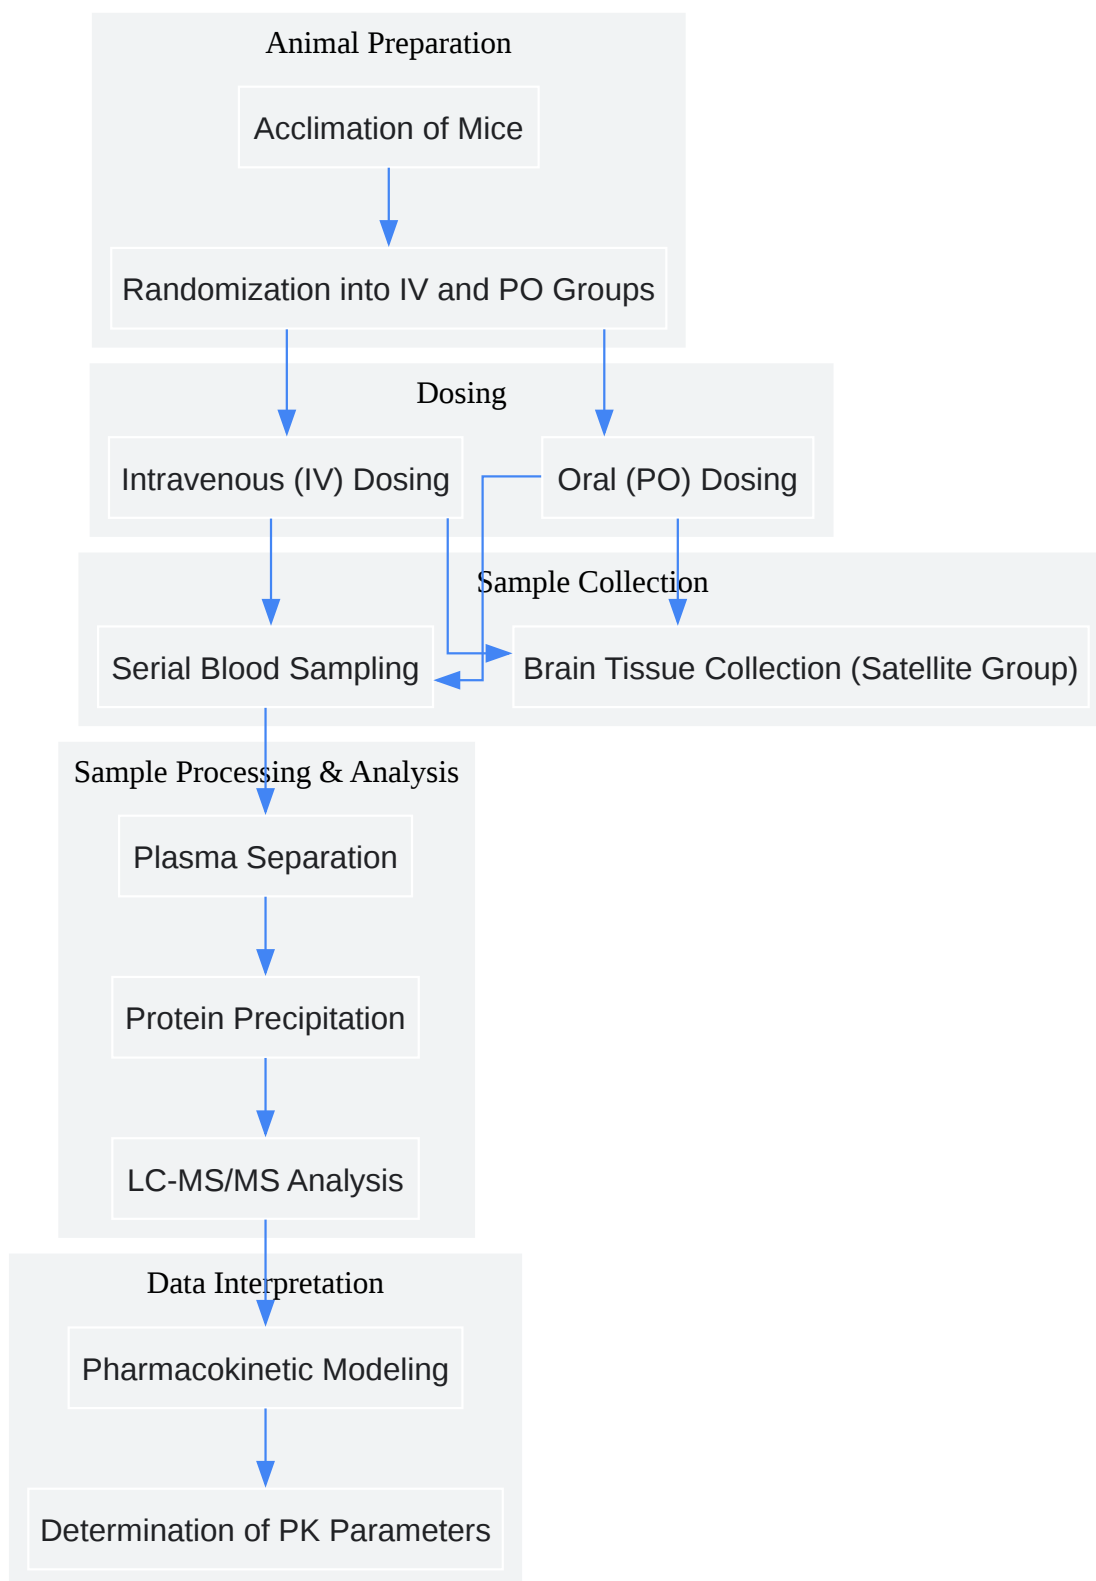 Animal Preparation
Acclimation of Mice
Randomization into IV and PO Groups
Dosing
Intravenous (IV) Dosing
Oral (PO) Dosing
Sample Collection
Serial Blood Sampling
Brain Tissue Collection (Satellite Group)
Sample Processing & Analysis
Plasma Separation
Protein Precipitation
LC-MS/MS Analysis
Data Interpretation
Pharmacokinetic Modeling
Determination of PK Parameters